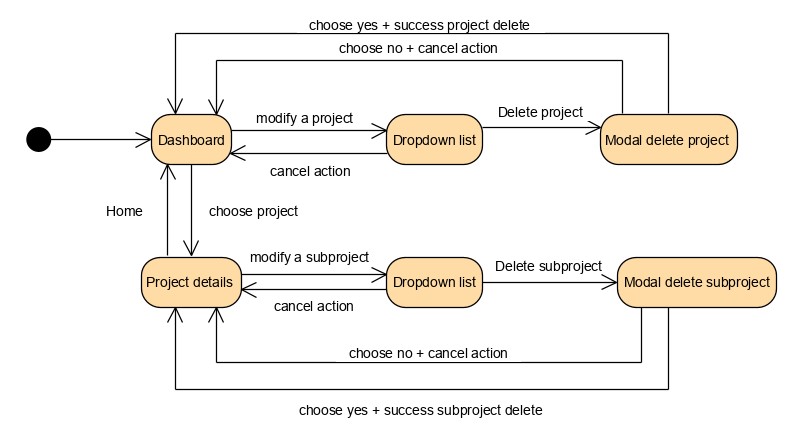 choose yes + success project delete
choose no + cancel action
modify a project
Delete project
Dashboard
Dropdown list
Modal delete project
cancel action
Home
choose project
modify a subproject
Delete subproject
Project details
Dropdown list
Modal delete subproject
cancel action
choose no + cancel action
choose yes + success subproject delete